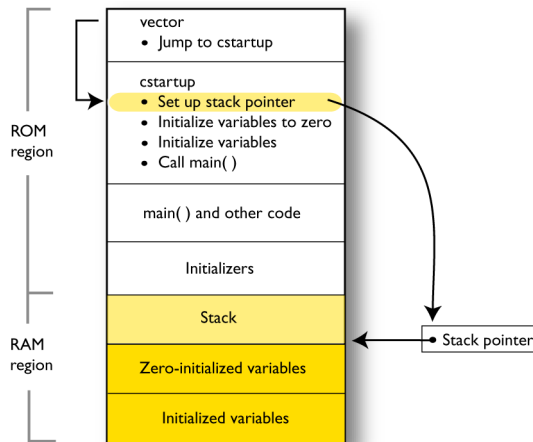 vector
• Jump to cstartup
cstartup
• Set up stack pointer
• Initialize variables to zero
• Initialize variables
• Call main( )
ROM
region
main( ) and other code
Initializers
Stack
RAM
region
Stack pointer
Zero-initialized variables
Initialized variables